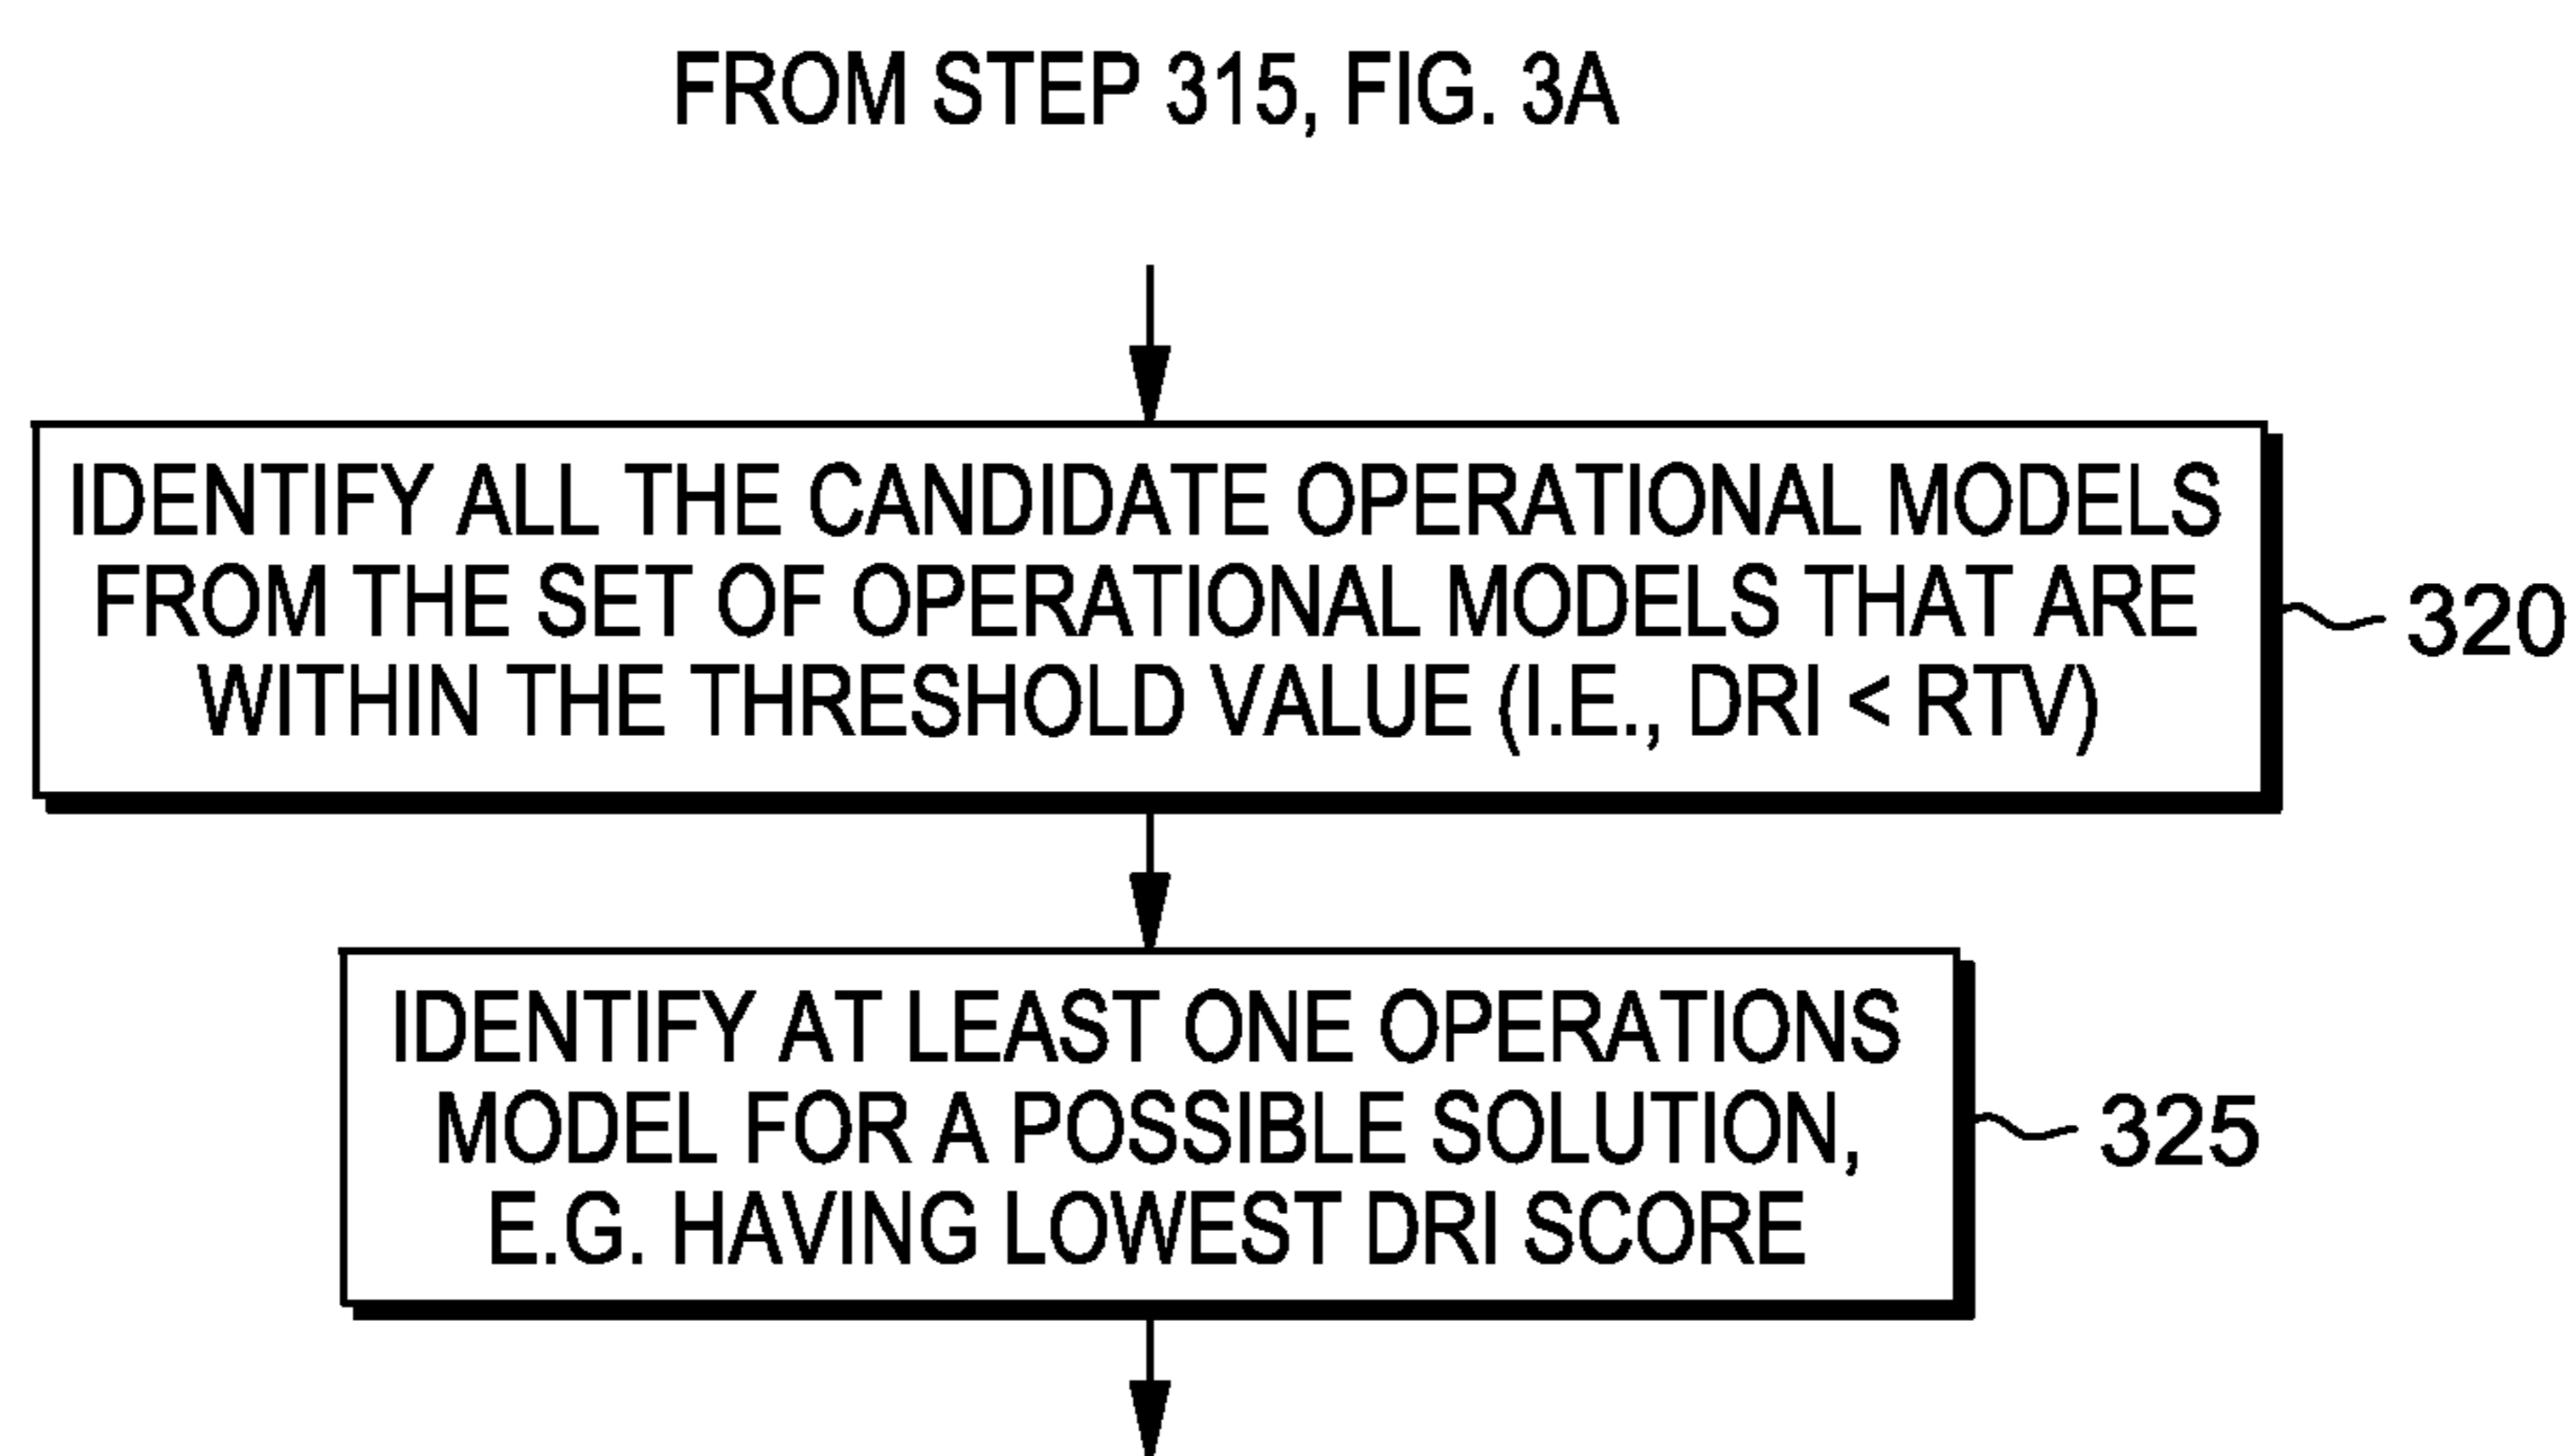 FROM STEP 315, FIG. 3A
IDENTIFY ALL THE CANDIDATE OPERATIONAL MODELS
FROM THE SET OF OPERATIONAL MODELS THAT ARE
WITHIN THE THRESHOLD VALUE (I.E., DRI < RTV)
320
IDENTIFY AT LEAST ONE OPERATIONS
MODEL FOR A POSSIBLE SOLUTION,
E.G. HAVING LOWEST DRI SCORE
325